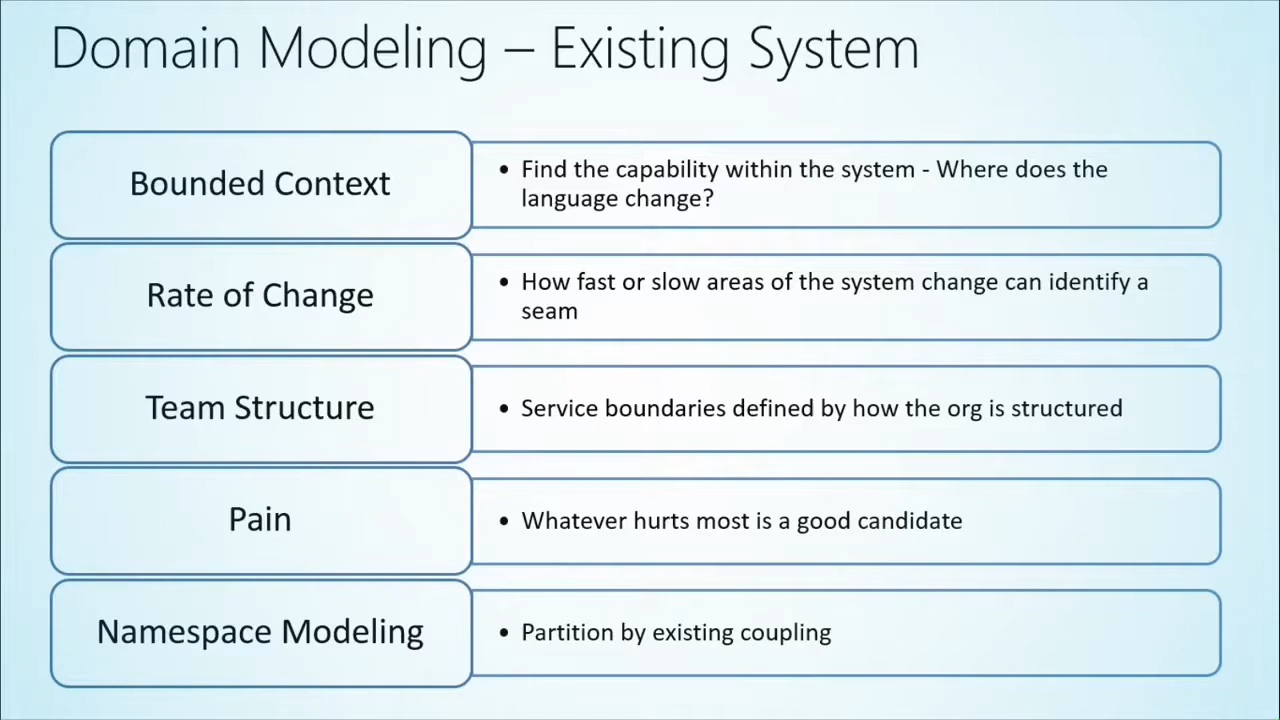 Domain Modeling – Existing System
Bounded Context
• Find the capability within the system - Where does the
language change?
Rate of Change
• How fast or slow areas of the system change can identify a
seam
Team Structure
• Service boundaries defined by how the org is structured
Pain
• Whatever hurts most is a good candidate
Namespace Modeling
• Partition by existing coupling